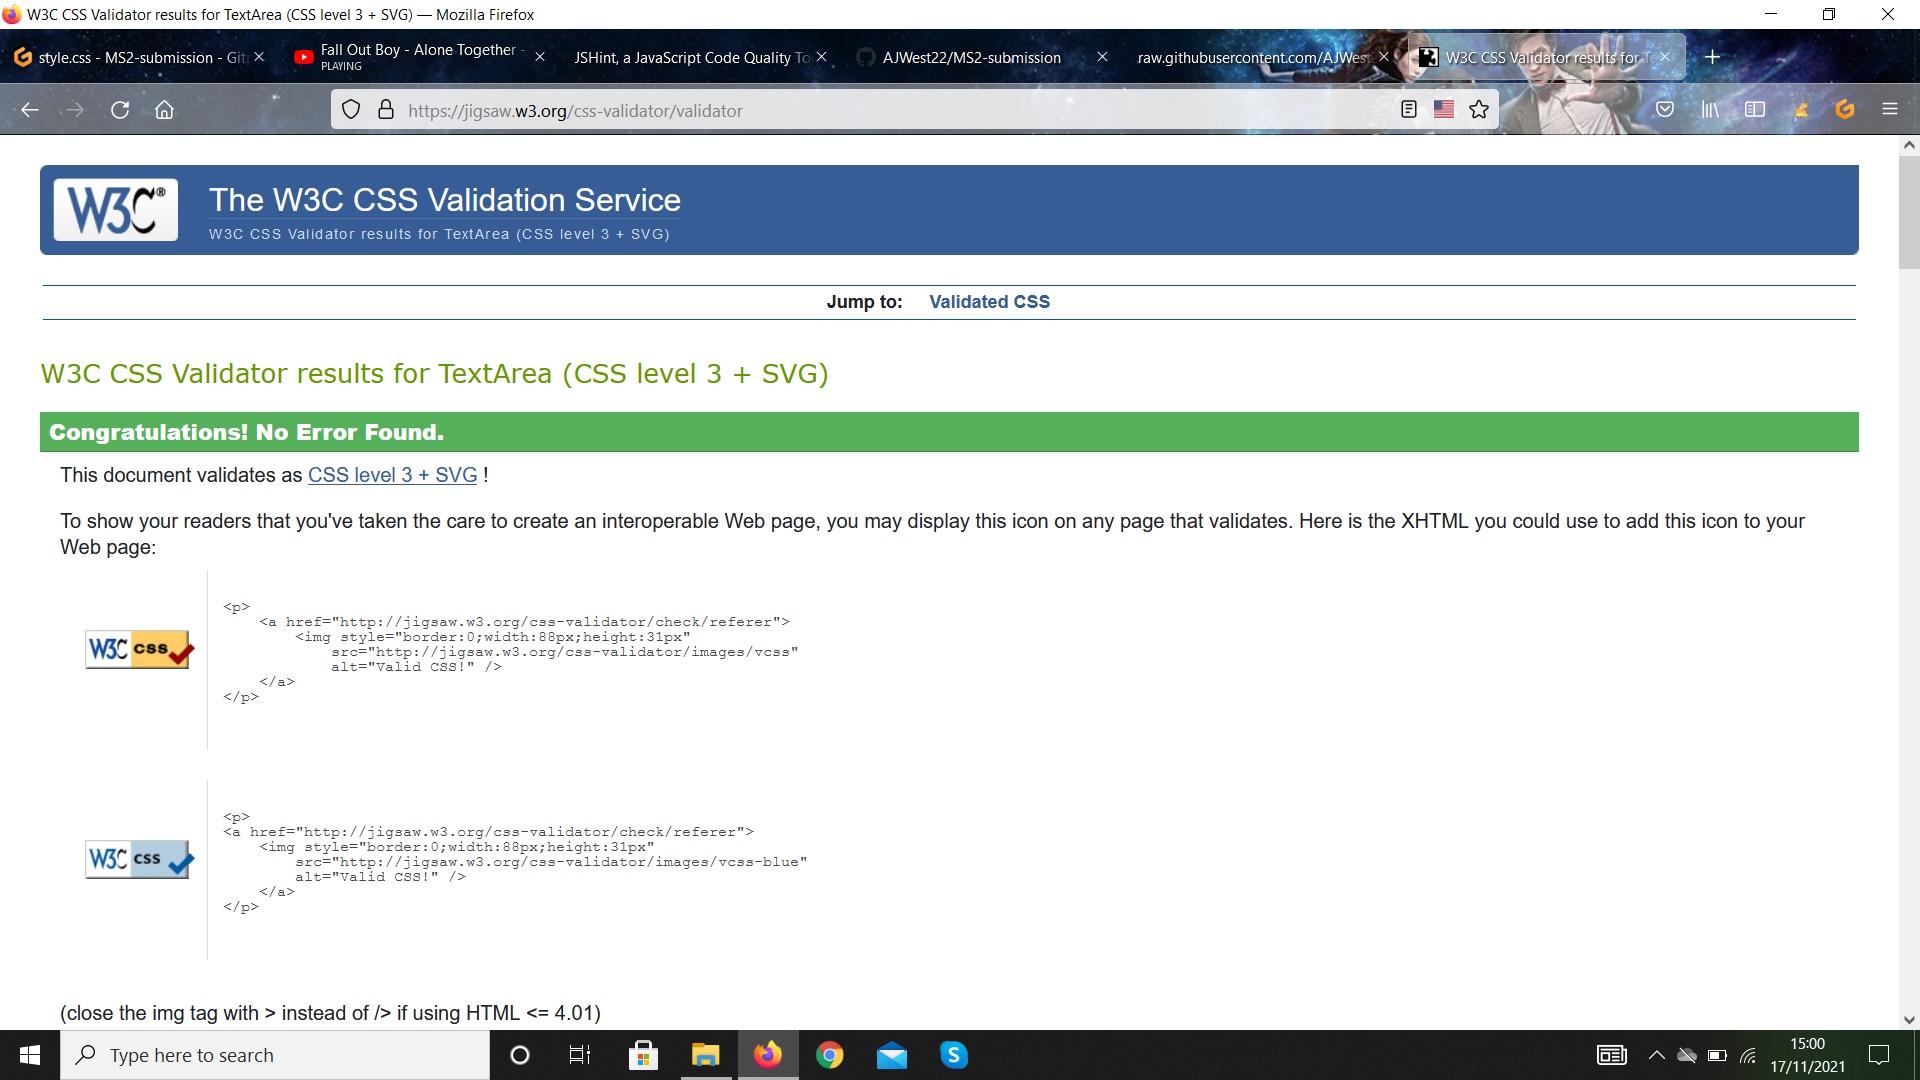 W3C CSS Validator results for TextArea (CSS level 3 + SVG) — Mozilla Firefox
style.css - MS2-submission - Git
Fall Out Boy - Alone Together -
PLAYING
JSHint, a JavaScript Code Quality To
AJWest22/MS2-submission
raw.githubusercontent.com/AJWest
W3C CSS Validator results for Te
https://jigsaw.w3.org/css-validator/validator
W3C®
The W3C CSS Validation Service
W3C CSS Validator results for TextArea (CSS level 3 + SVG)
Jump to: Validated CSS
W3C CSS Validator results for TextArea (CSS level 3 + SVG)
Congratulations! No Error Found.
This document validates as CSS level 3 + SVG !
To show your readers that you've taken the care to create an interoperable Web page, you may display this icon on any page that validates. Here is the XHTML you could use to add this icon to your
Web page:
W3C css
<p>
    <a href="http://jigsaw.w3.org/css-validator/check/referer">
        <img style="border:0;width:88px;height:31px"
            src="http://jigsaw.w3.org/css-validator/images/vcss"
            alt="Valid CSS!" />
    </a>
</p>
W3C css
<p>
<a href="http://jigsaw.w3.org/css-validator/check/referer">
    <img style="border:0;width:88px;height:31px"
        src="http://jigsaw.w3.org/css-validator/images/vcss-blue"
        alt="Valid CSS!" />
    </a>
</p>
(close the img tag with > instead of /> if using HTML <= 4.01)
Type here to search
15:00
17/11/2021